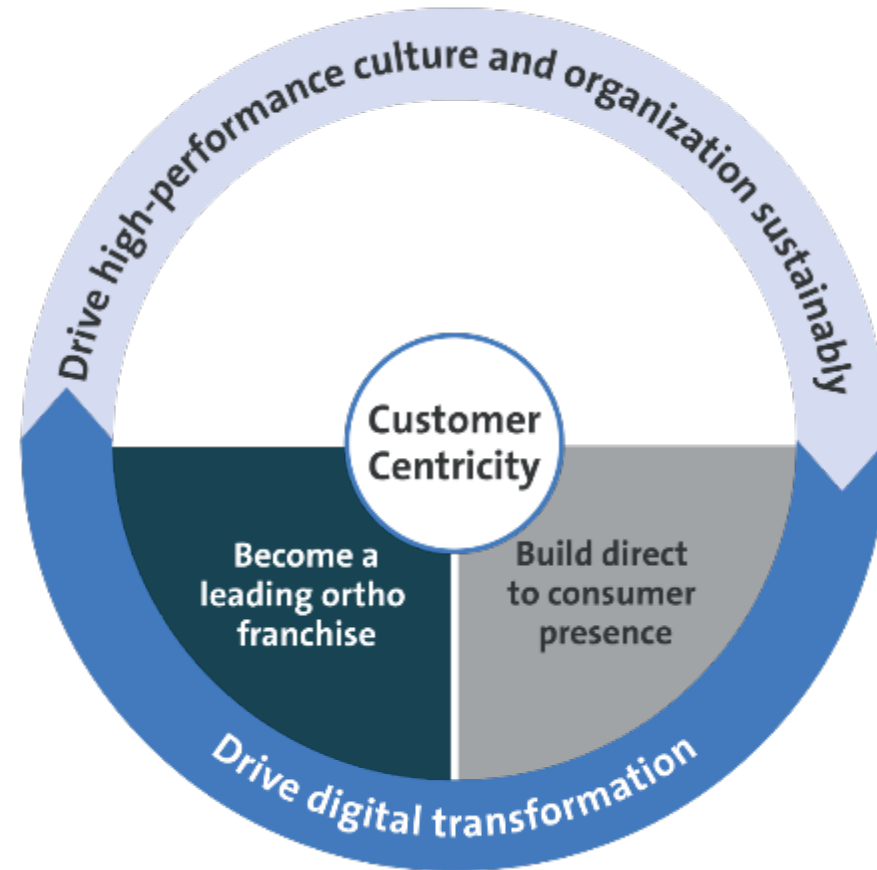 Drive high-performance culture and organization sustainably
Customer
Centricity
Become a
leading ortho
franchise
Build direct
to consumer
presence
Drive digital transformation